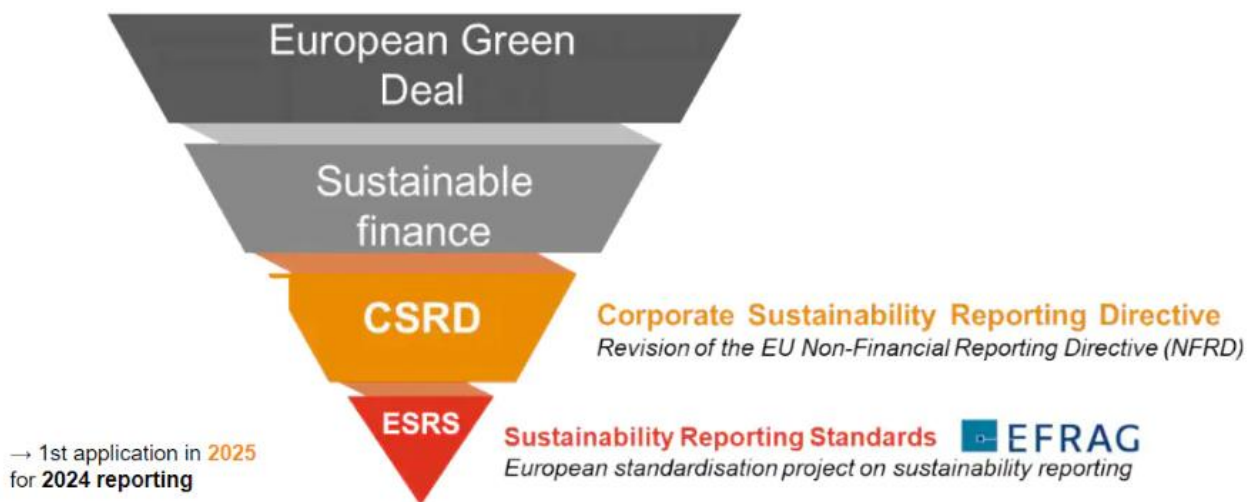 European Green
Deal
Sustainable
finance
CSRD
Corporate Sustainability Reporting Directive
Revision of the EU Non-Financial Reporting Directive (NFRD)
ESRS
Sustainability Reporting Standards EFRAG
European standardisation project on sustainability reporting
→ 1st application in 2025
for 2024 reporting